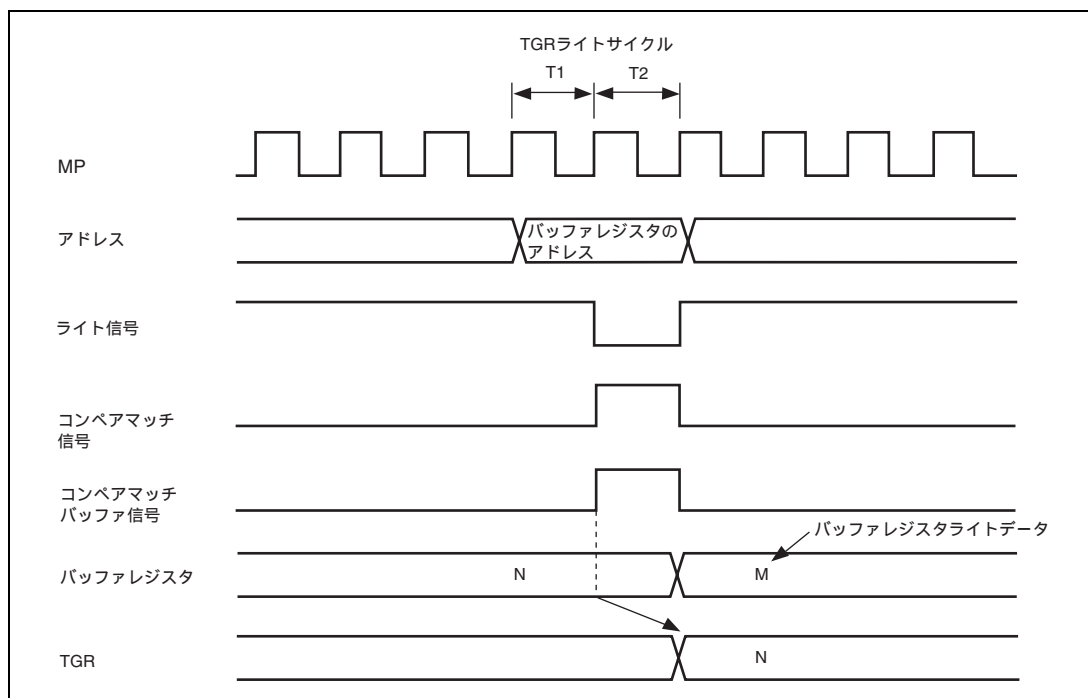 TGRライトサイクル
T1
T2
MP
アドレス
バッファレジスタの
アドレス
ライト信号
コンペアマッチ
信号
コンペアマッチ
バッファ信号
バッファレジスタライトデータ
バッファレジスタ
N
M
TGR
N